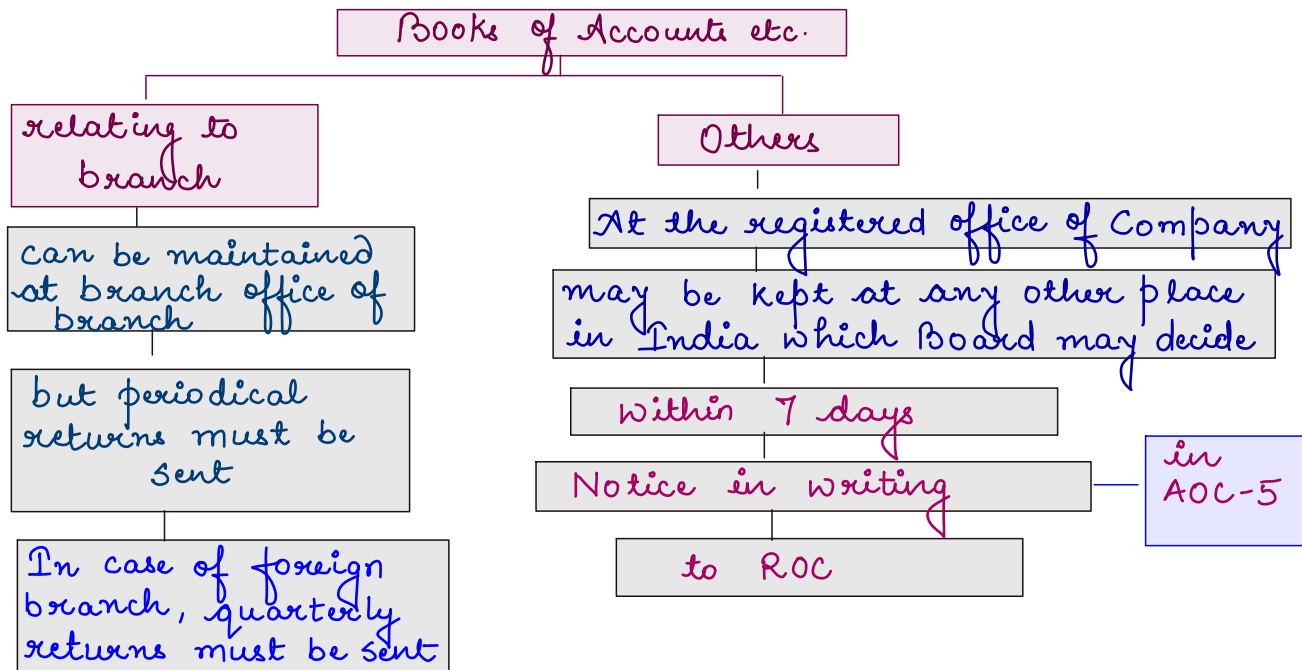 Books of Accounts etc.
relating to
branch
can be maintained
at branch office of
branch
but periodical
returns must be
sent
In case of foreign
branch, quarterly
returns must be sent
Others
At the registered office of Company
may be kept at any other place
in India which Board may decide
within 7 days
Notice in writing
in
AOC-5
to ROC